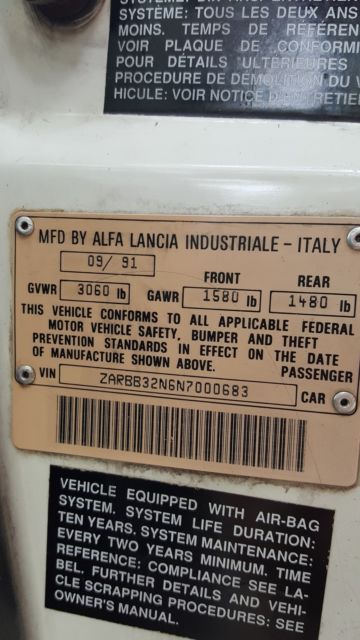 SYSTÈME: TOUS LES DEUX ANS
MOINS. TEMPS DE RÉFÉREN
VOIR PLAQUE DE CONFORMI
POUR DÉTAILS ULTERIEURES
PROCEDURE DE DEMOLITION DU V
HICULE: VOIR NOTICE D'ENTRETIE
MFD BY ALFA LANCIA INDUSTRIALE - ITALY
09/ 91
FRONT REAR
GVWR 3060 lb GAWR 1580 lb 1480 lb
THIS VEHICLE CONFORMS TO ALL APPLICABLE FEDERAL
MOTOR VEHICLE SAFETY, BUMPER AND THEFT
PREVENTION STANDARDS IN EFFECT ON THE DATE
OF MANUFACTURE SHOWN ABOVE. PASSENGER
VIN ZARBB32N6N7000683 CAR
VEHICLE EQUIPPED WITH AIR-BAG
SYSTEM. SYSTEM LIFE DURATION:
TEN YEARS. SYSTEM MAINTENANCE:
EVERY TWO YEARS MINIMUM. TIME
REFERENCE: COMPLIANCE SEE LA-
BEL. FURTHER DETAILS AND VEHI-
CLE SCRAPPING PROCEDURES: SEE
OWNER'S MANUAL.